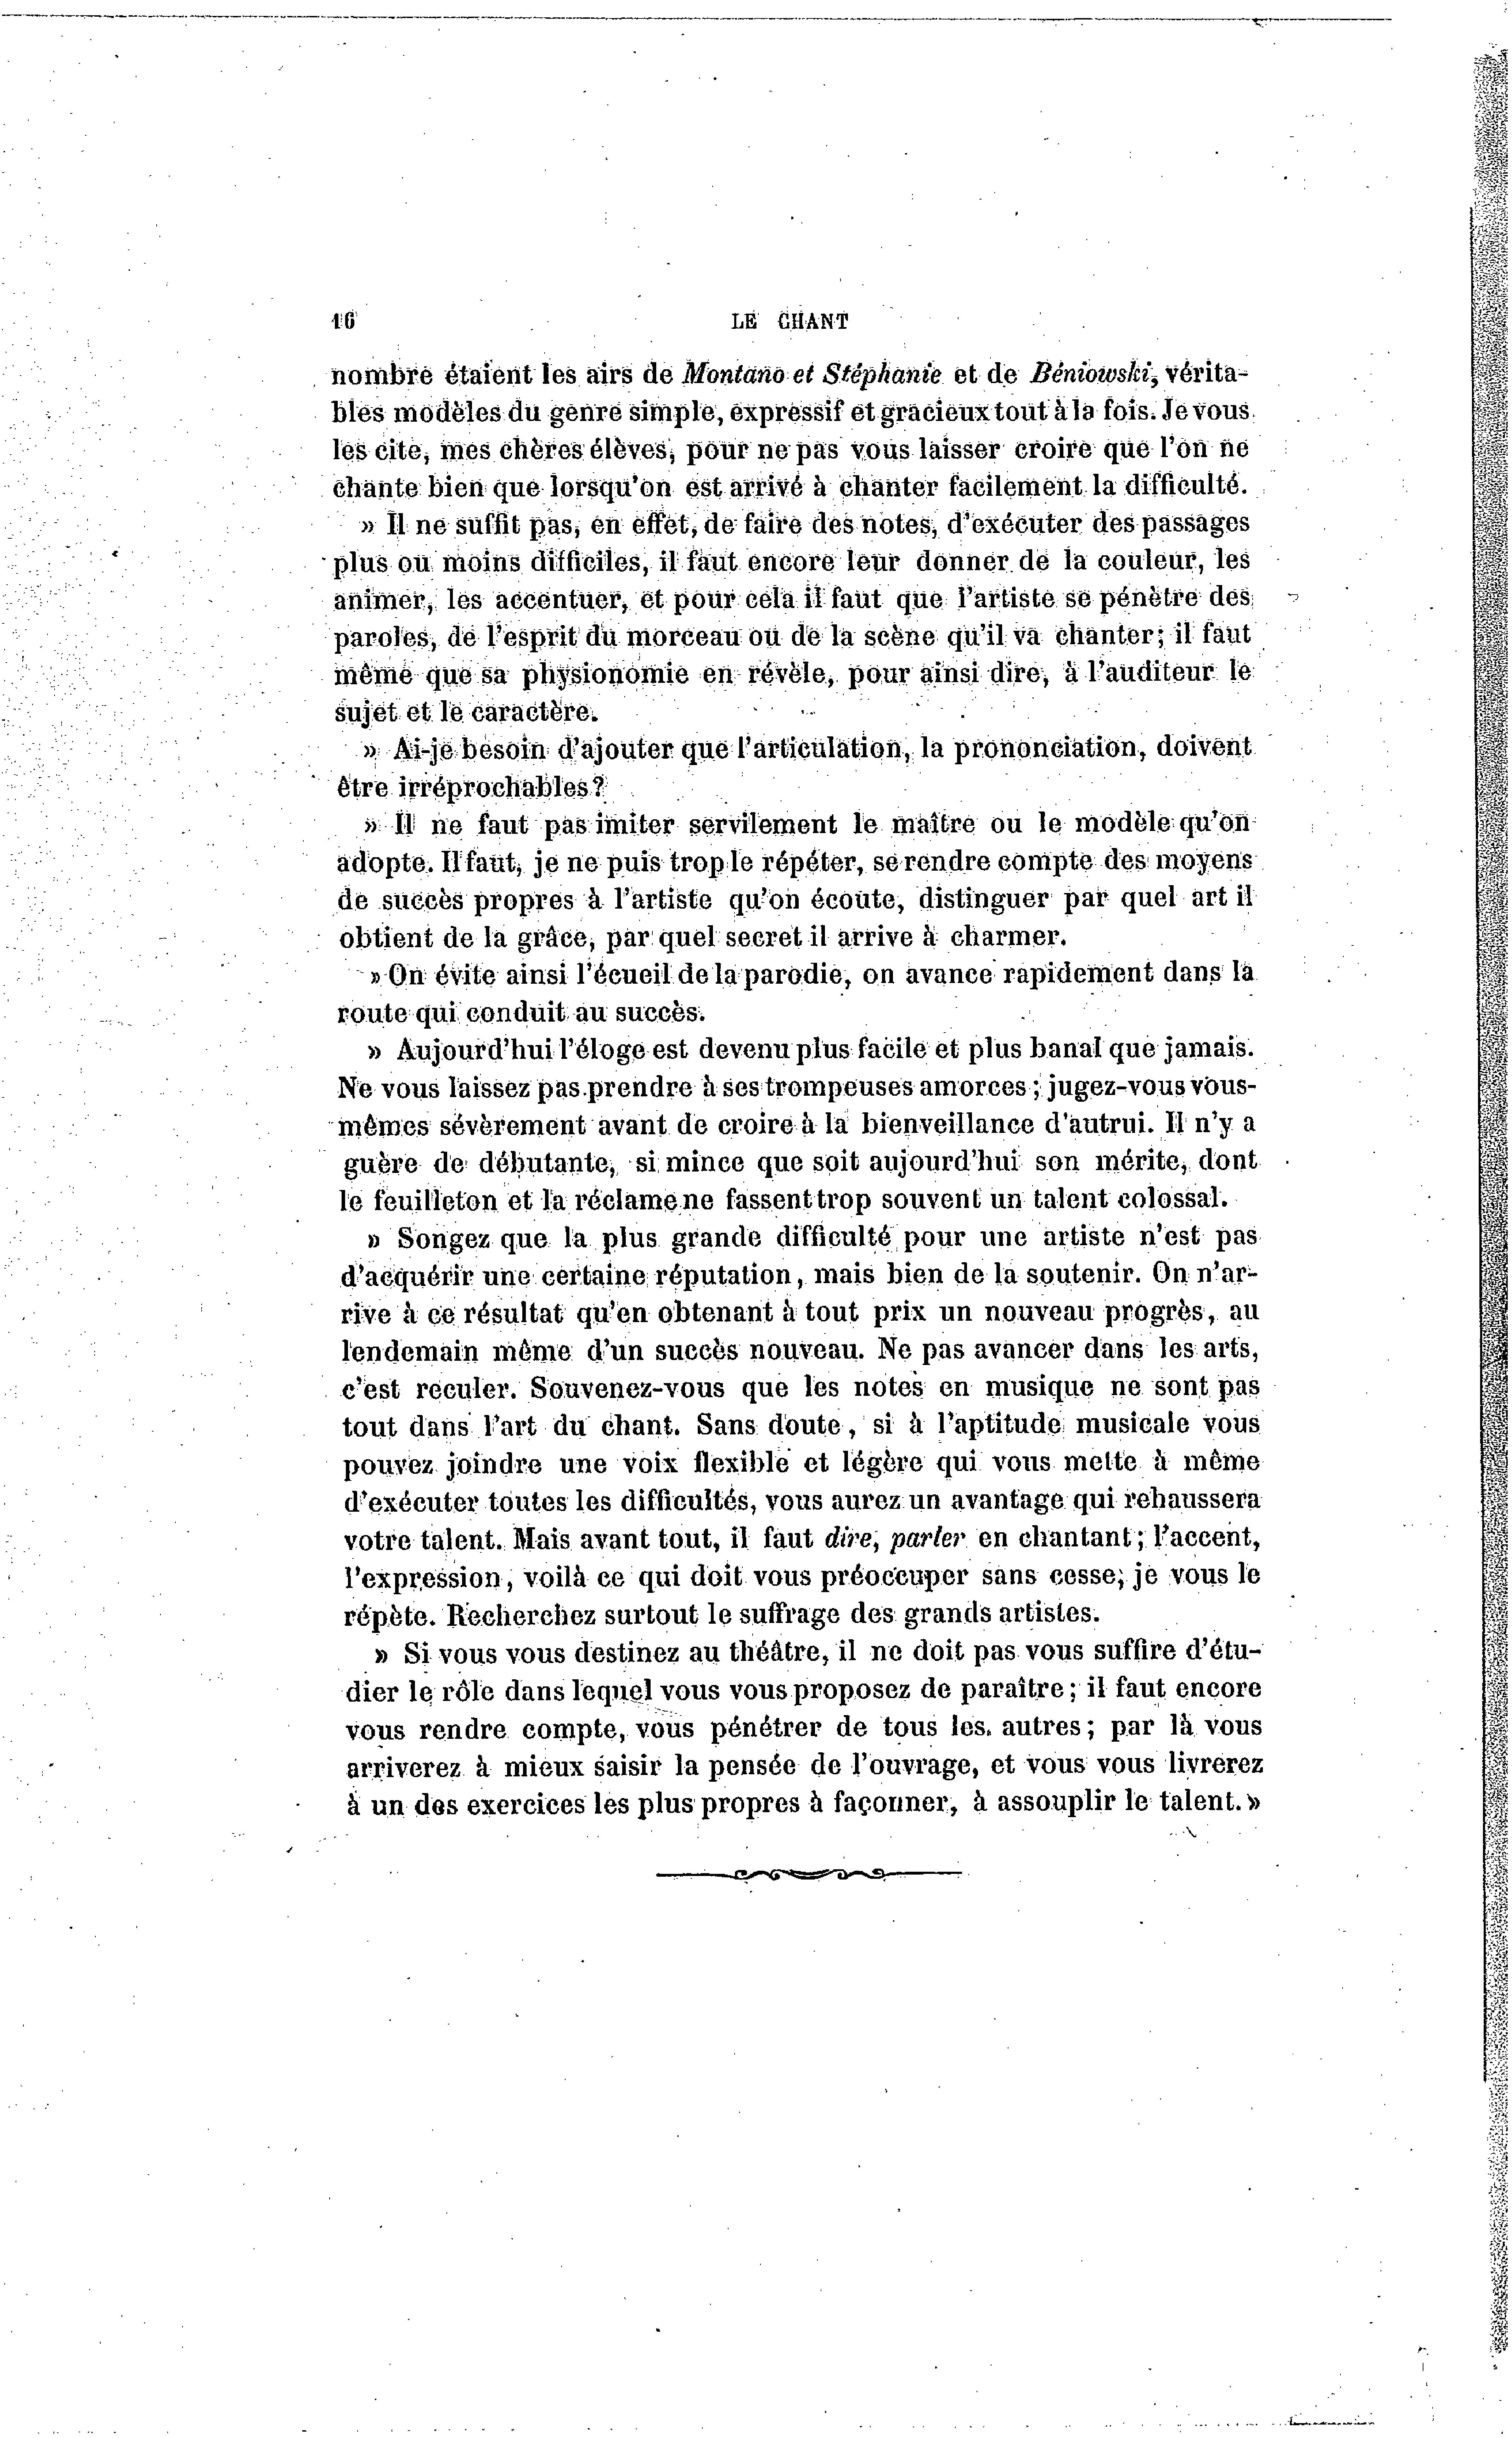 16 LE CHANT
nombre étaient les airs de Montano et Stéphanie et de Béniowski, vérita-
bles modèles du genre simple, expressif et gracieux tout à la fois. Je vous
les cite, mes chères élèves, pour ne pas vous laisser croire que l'on ne
chante bien que lorsqu'on est arrivé à chanter facilement la difficulté.
» Il ne suffit pas, en effet, de faire des notes, d'exécuter des passages
plus ou moins difficiles, il faut encore leur donner de la couleur, les
animer, les accentuer, et pour cela il faut que l'artiste se pénètre des
paroles, de l'esprit du morceau ou de la scène qu'il va chanter; il faut
même que sa physionomie en révèle, pour ainsi dire, à l'auditeur le
sujet et le caractère.
» Ai-je besoin d'ajouter que l'articulation, la prononciation, doivent
être irréprochables?
» Il ne faut pas imiter servilement le maître ou le modèle qu'on
adopte. Il faut, je ne puis trop le répéter, se rendre compte des moyens
de succès propres à l'artiste qu'on écoute, distinguer par quel art il
obtient de la grâce, par quel secret il arrive à charmer.
» On évite ainsi l'écueil de la parodie, on avance rapidement dans la
route qui conduit au succès.
» Aujourd'hui l'éloge est devenu plus facile et plus banal que jamais.
Ne vous laissez pas prendre à ses trompeuses amorces; jugez-vous vous-
mêmes sévèrement avant de croire à la bienveillance d'autrui. Il n'y a
guère de débutante, si mince que soit aujourd'hui son mérite, dont
le feuilleton et la réclame ne fassent trop souvent un talent colossal.
» Songez que la plus grande difficulté pour une artiste n'est pas
d'acquérir une certaine réputation, mais bien de la soutenir. On n'ar-
rive à ce résultat qu'en obtenant à tout prix un nouveau progrès, au
lendemain même d'un succès nouveau. Ne pas avancer dans les arts,
c'est reculer. Souvenez-vous que les notes en musique ne sont pas
tout dans l'art du chant. Sans doute, si à l'aptitude musicale vous
pouvez joindre une voix flexible et légère qui vous mette à même
d'exécuter toutes les difficultés, vous aurez un avantage qui rehaussera
votre talent. Mais avant tout, il faut dire, parler en chantant; l'accent,
l'expression, voilà ce qui doit vous préoccuper sans cesse; je vous le
répète. Recherchez surtout le suffrage des grands artistes.
» Si vous vous destinez au théâtre, il ne doit pas vous suffire d'étu-
dier le rôle dans lequel vous vous proposez de paraître; il faut encore
vous rendre compte, vous pénétrer de tous les autres; par là vous
arriverez à mieux saisir la pensée de l'ouvrage, et vous vous livrerez
à un des exercices les plus propres à façonner, à assouplir le talent. »